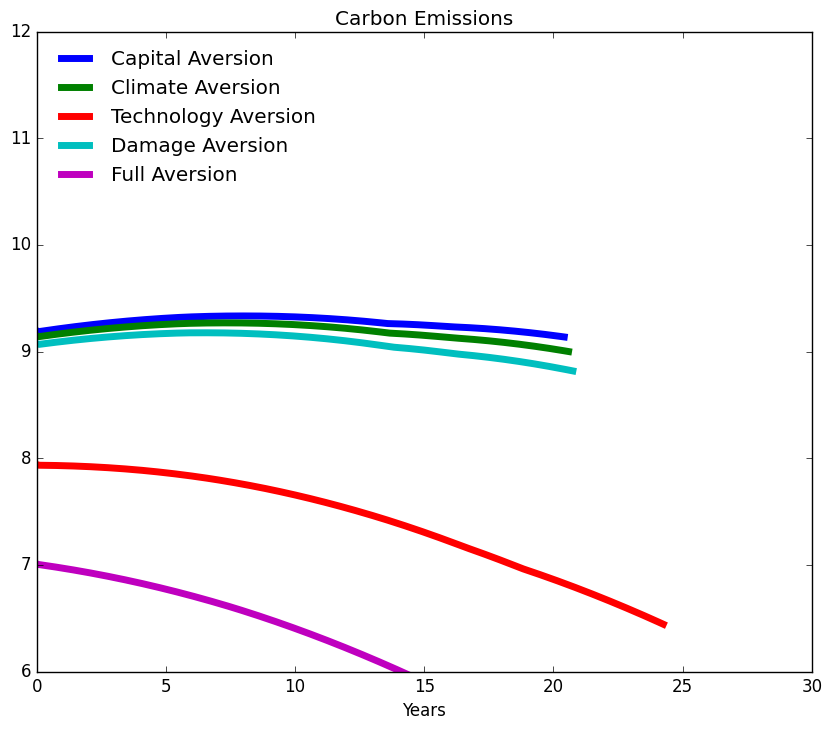 Carbon Emissions
12
11
10
9
8
7
6
Capital Aversion
Climate Aversion
Technology Aversion
Damage Aversion
Full Aversion
0 5 10 15 20 25 30
Years